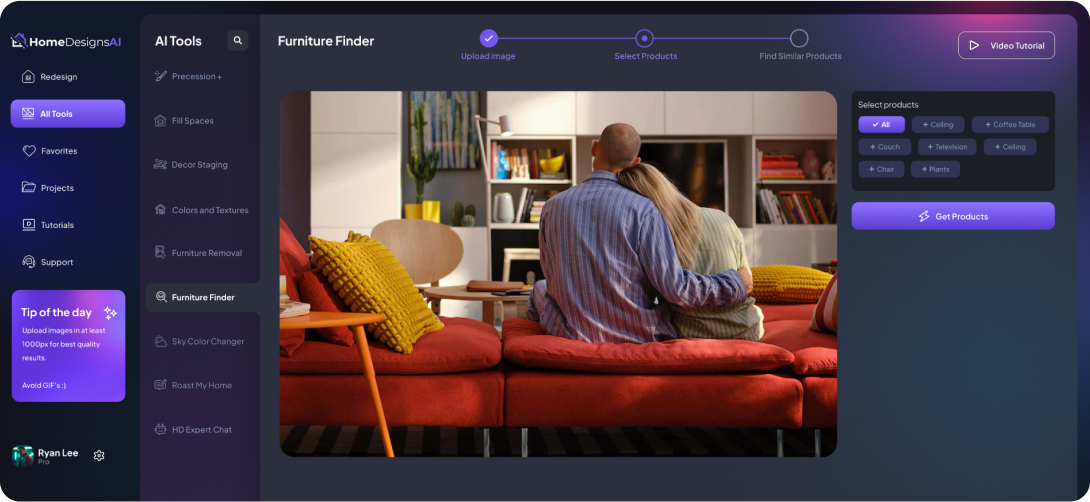 HomeDesignsAI
Redesign
All Tools
Favorites
Projects
Tutorials
Support
Tip of the day
Upload images in at least
1000px for best quality
results.
Avoid GIF's :)
Ryan Lee
Pro
AI Tools
Precession +
Fill Spaces
Decor Staging
Colors and Textures
Furniture Removal
Furniture Finder
Sky Color Changer
Roast My Home
HD Expert Chat
Furniture Finder
Upload image
Select Products
Find Similar Products
Video Tutorial
Select products
All
+ Ceiling
+ Coffee Table
+ Couch
+ Television
+ Ceiling
+ Chair
+ Plants
Get Products